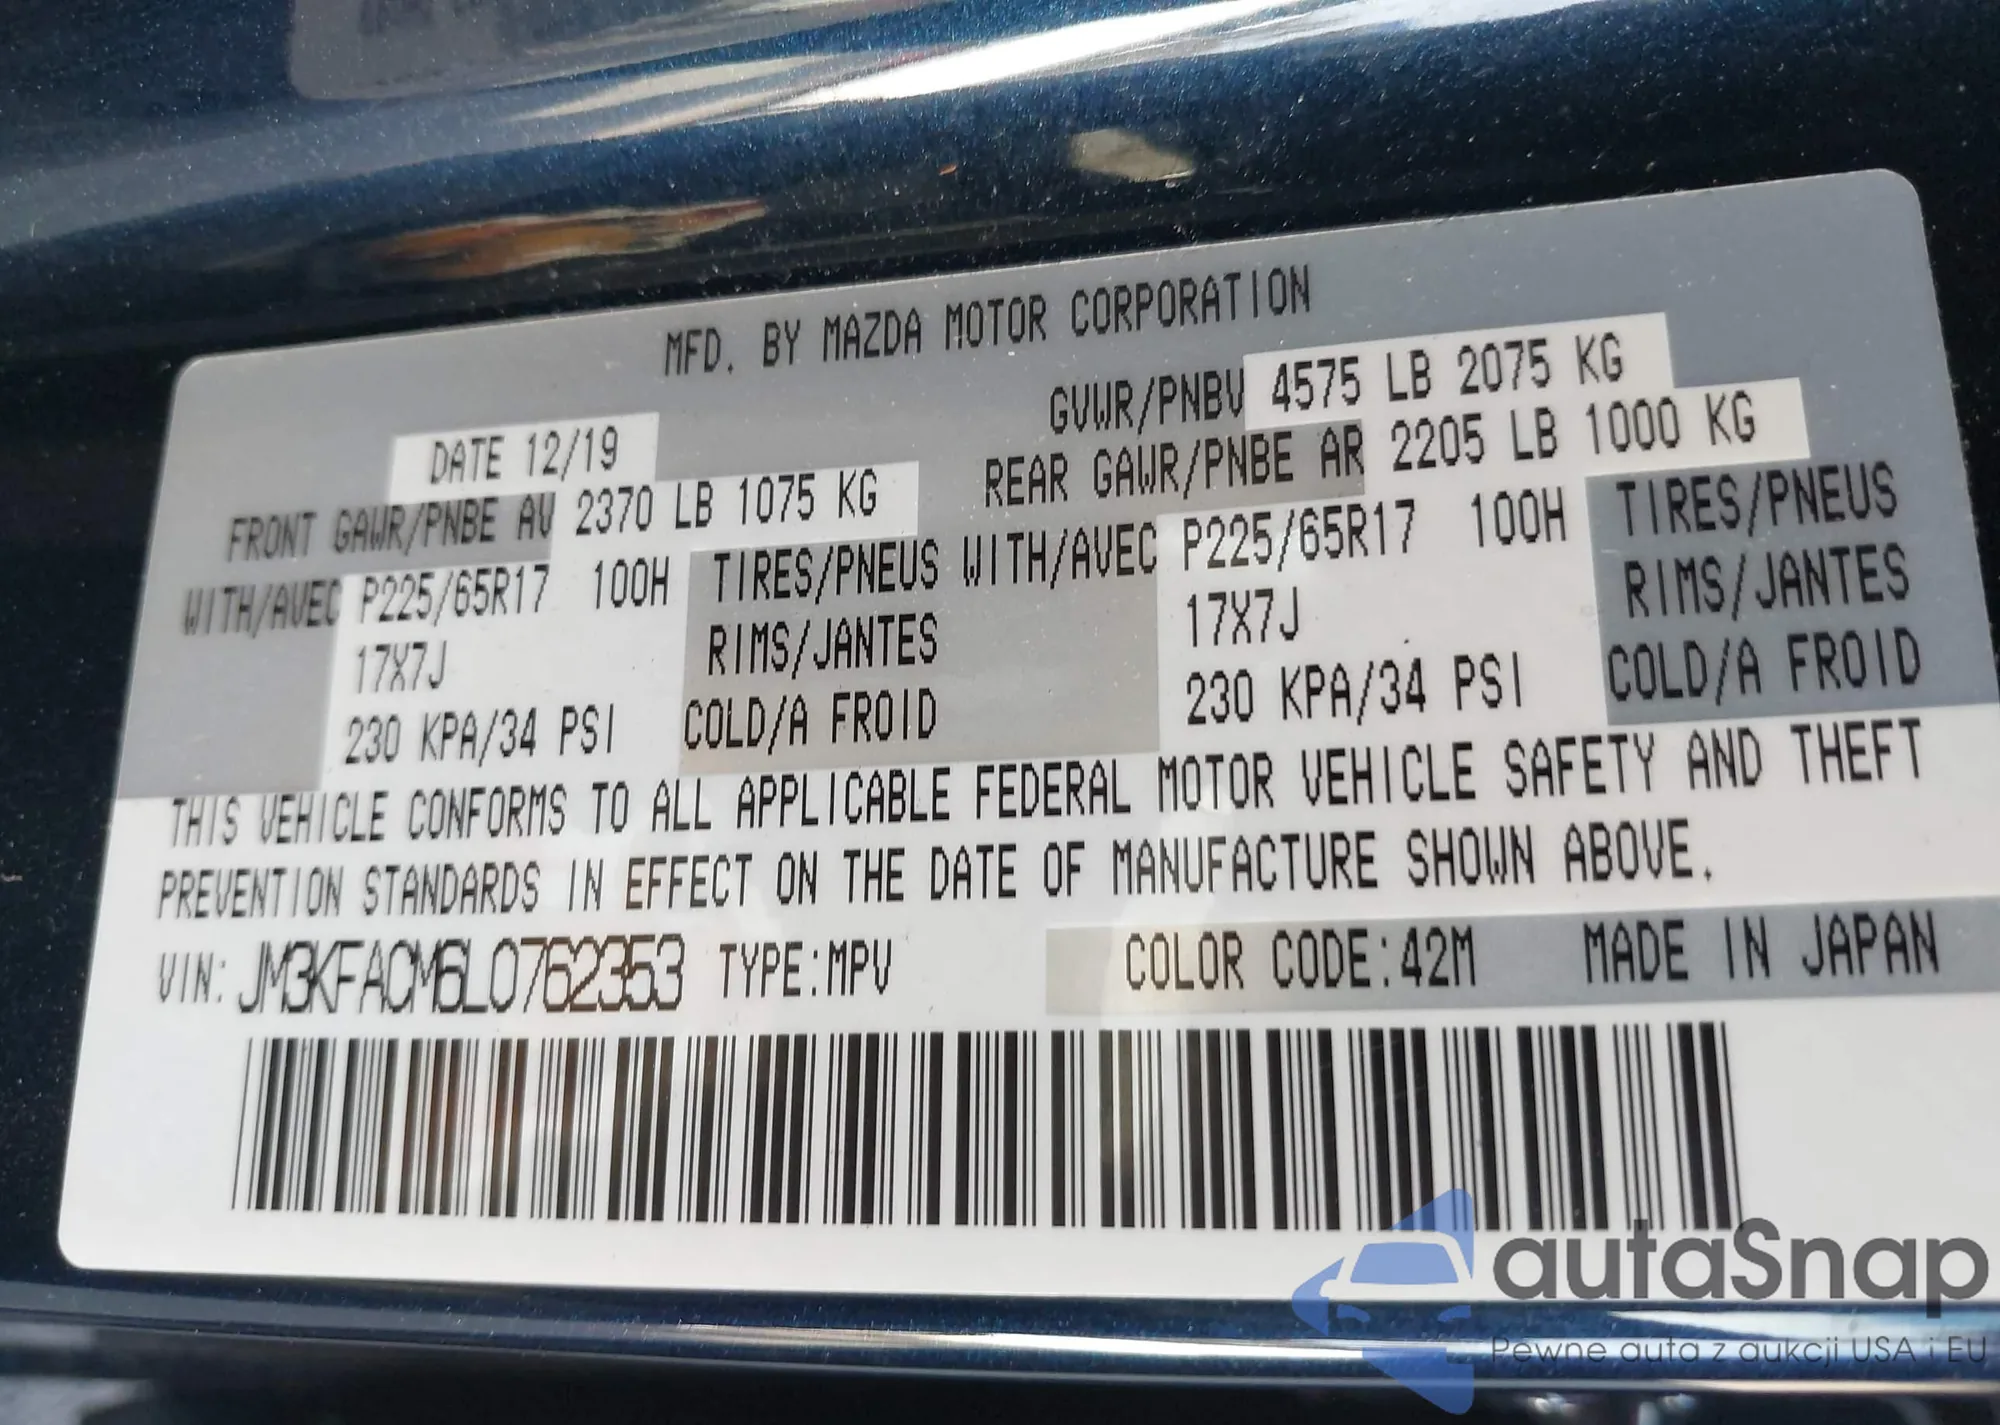 MFD. BY MAZDA MOTOR CORPORATION
GVWR/PNBV 4575 LB 2075 KG
DATE 12/19
REAR GAWR/PNBE AR 2205 LB 1000 KG
FRONT GAWR/PNBE AV 2370 LB 1075 KG
WITH/AVEC P225/65R17 100H TIRES/PNEUS WITH/AVEC P225/65R17 100H TIRES/PNEUS
17X7J RIMS/JANTES 17X7J RIMS/JANTES
230 KPA/34 PSI COLD/A FROID 230 KPA/34 PSI COLD/A FROID
THIS VEHICLE CONFORMS TO ALL APPLICABLE FEDERAL MOTOR VEHICLE SAFETY AND THEFT
PREVENTION STANDARDS IN EFFECT ON THE DATE OF MANUFACTURE SHOWN ABOVE.
VIN: JM3KFACM6L0762353 TYPE:MPV COLOR CODE:42M MADE IN JAPAN
autaSnap
Pewne auta z aukcji USA i EU